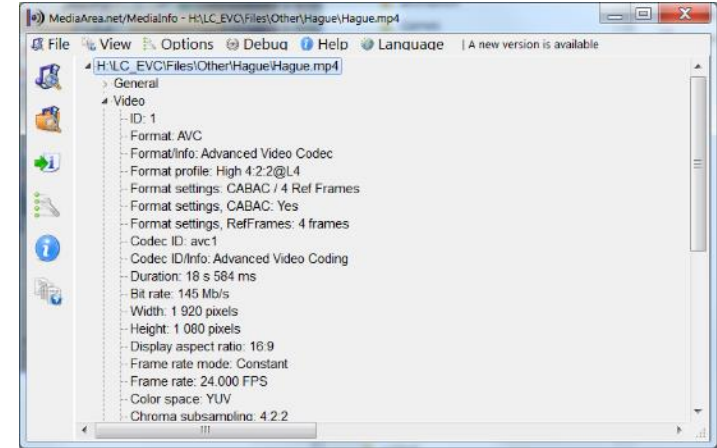 MediaArea.net/MediaInfo - H:\LC_EVC\Files\Other\Hague\Hague.mp4
File View Options Debug Help Language | A new version is available
H:\LC_EVC\Files\Other\Hague\Hague.mp4
General
Video
ID: 1
Format: AVC
Format/Info: Advanced Video Codec
Format profile: High 4:2:2@L4
Format settings: CABAC / 4 Ref Frames
Format settings, CABAC: Yes
Format settings, RefFrames: 4 frames
Codec ID: avc1
Codec ID/Info: Advanced Video Coding
Duration: 18 s 584 ms
Bit rate: 145 Mb/s
Width: 1 920 pixels
Height: 1 080 pixels
Display aspect ratio: 16:9
Frame rate mode: Constant
Frame rate: 24.000 FPS
Color space: YUV
Chroma subsampling: 4:2:2